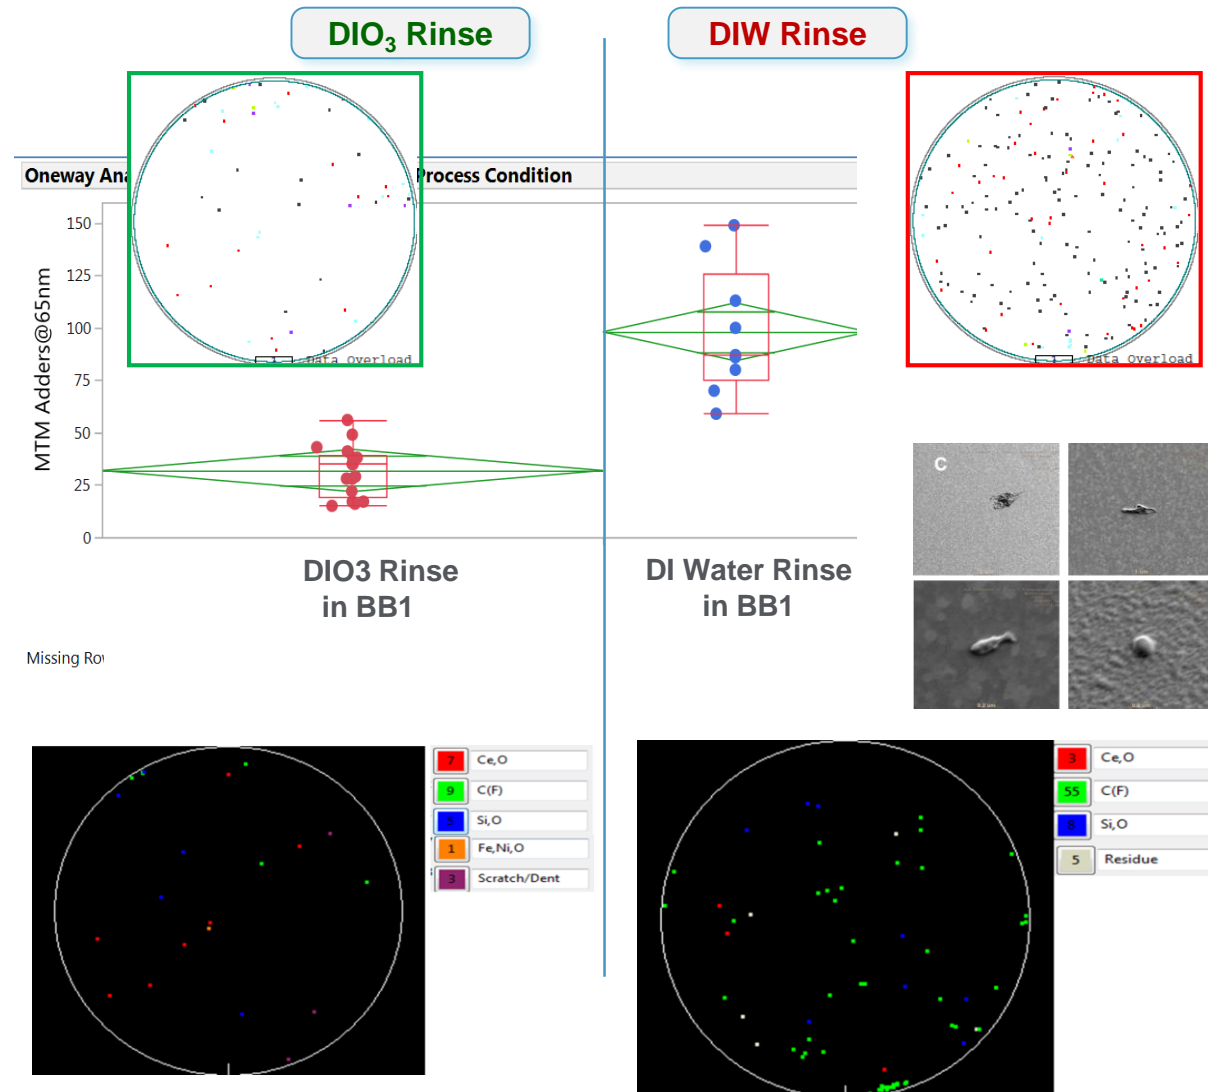 DIO3 Rinse
DIW Rinse
Oneway Ana
Process Condition
MTM Adders@65nm
150
125
100
75
50
25
0
Data Overload
Data Overload
DIO3 Rinse
in BB1
DI Water Rinse
in BB1
C
Missing Ro
7 Ce,O
9 C(F)
5 Si,O
1 Fe,Ni,O
3 Scratch/Dent
3 Ce,O
55 C(F)
8 Si,O
5 Residue